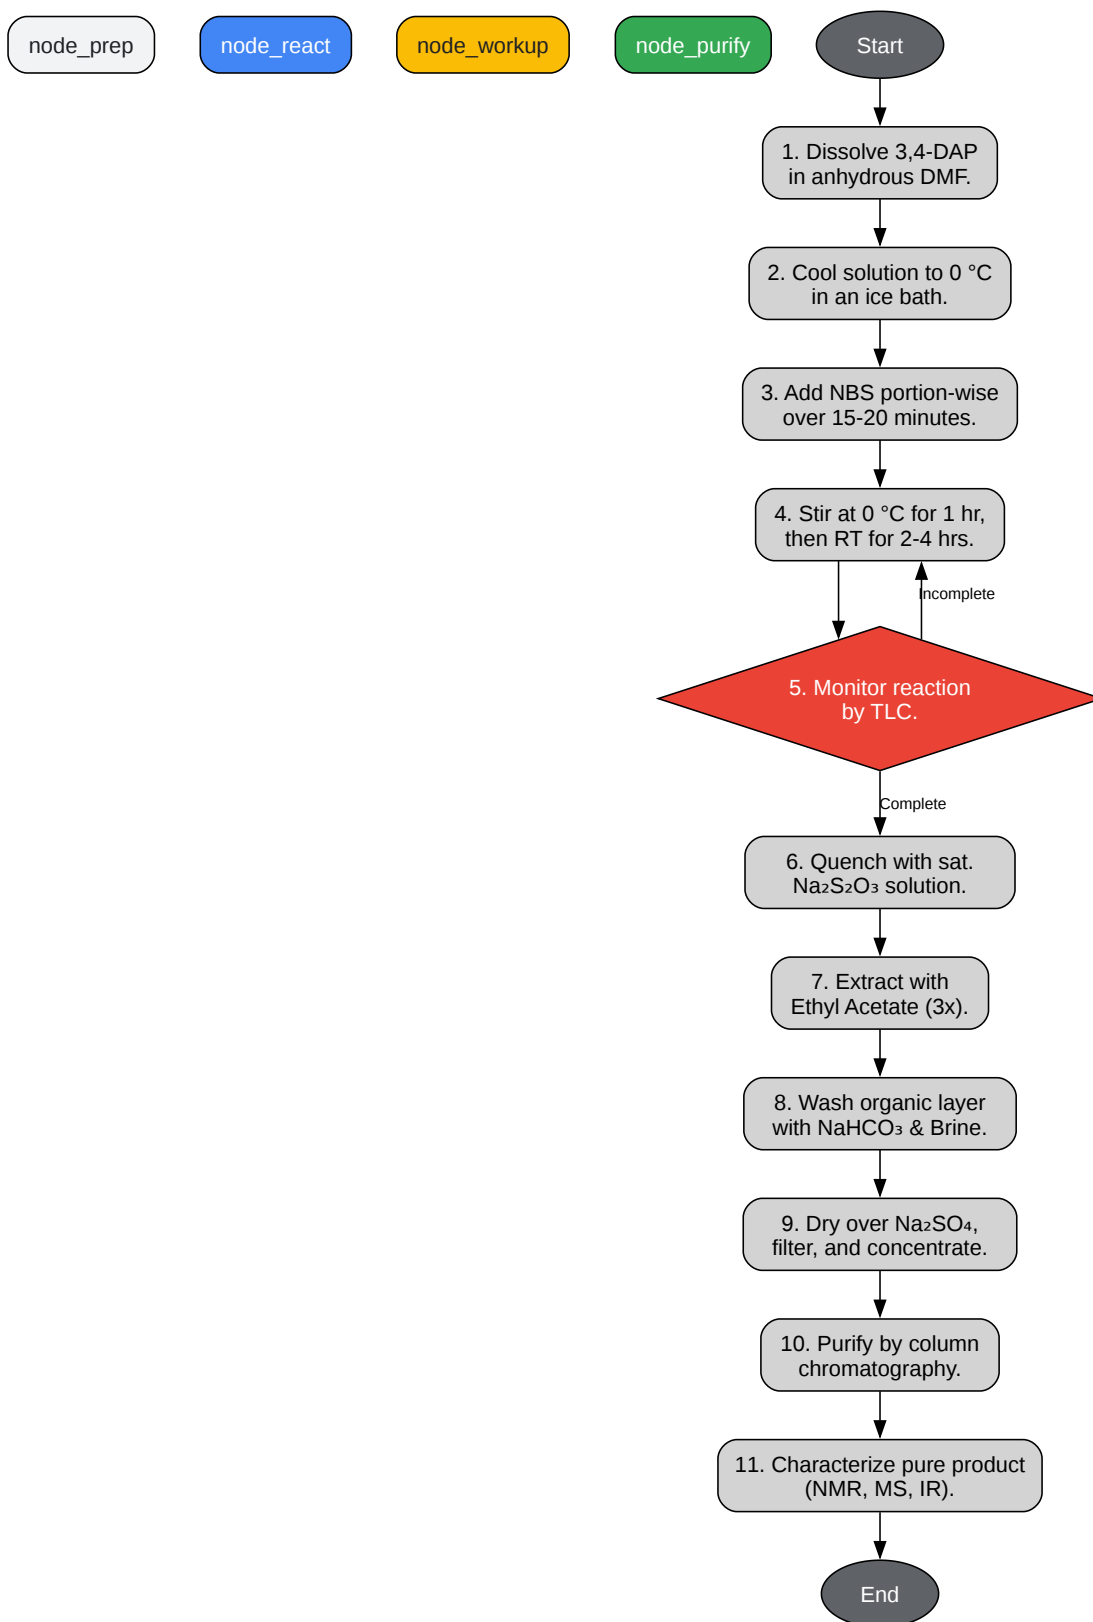 node_prep
node_react
node_workup
node_purify
Start
1. Dissolve 3,4-DAP
in anhydrous DMF.
2. Cool solution to 0 °C
in an ice bath.
3. Add NBS portion-wise
over 15-20 minutes.
4. Stir at 0 °C for 1 hr,
then RT for 2-4 hrs.
Incomplete
5. Monitor reaction
by TLC.
Complete
6. Quench with sat.
Na₂S₂O₃ solution.
7. Extract with
Ethyl Acetate (3x).
8. Wash organic layer
with NaHCO₃ & Brine.
9. Dry over Na₂SO₄,
filter, and concentrate.
10. Purify by column
chromatography.
11. Characterize pure product
(NMR, MS, IR).
End